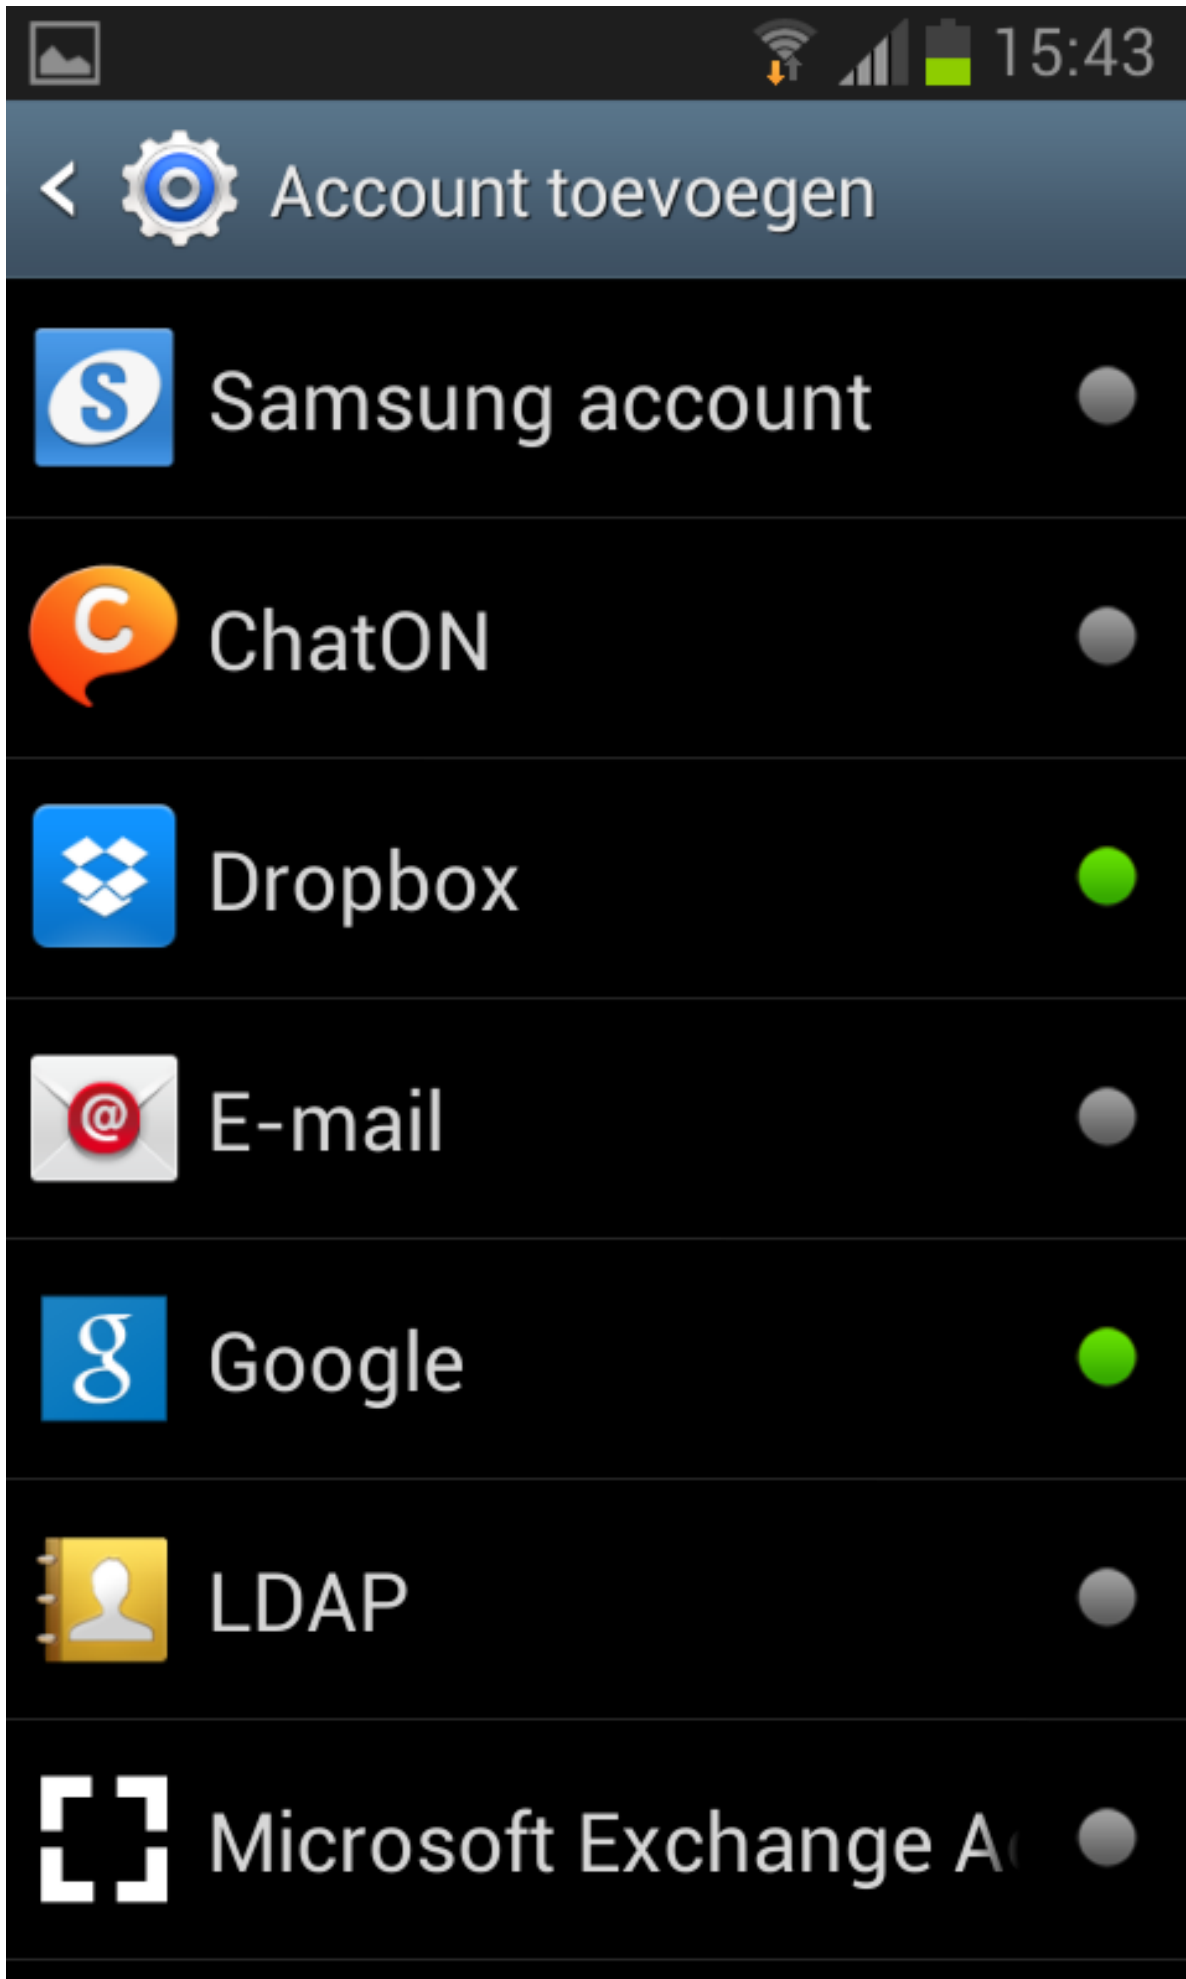 15:43
Account toevoegen
S Samsung account
C ChatON
Dropbox
@ E-mail
g Google
LDAP
Microsoft Exchange A